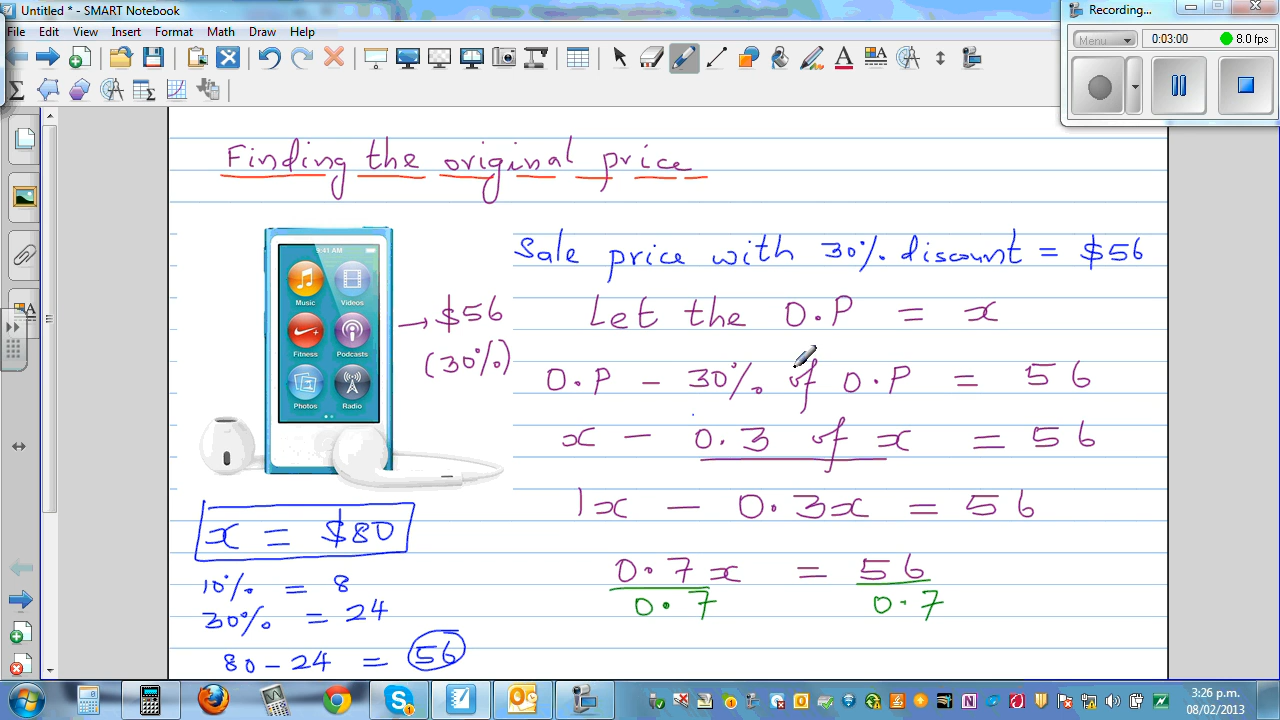 Untitled * - SMART Notebook
Recording...
File Edit View Insert Format Math Draw Help
Menu
0:03:00
8.0 fps
Finding the original price
Sale price with 30% discount = $56
9:41 AM
Music Videos
Fitness Podcasts
Photos Radio
→ $56
(30%)
Let the O.P = x
O.P - 30% of O.P = 56
x - 0.3 of x = 56
1x - 0.3x = 56
0.7x = 56
0.7 0.7
x = $80
10% = 8
30% = 24
80 - 24 = 56
3:26 p.m.
08/02/2013